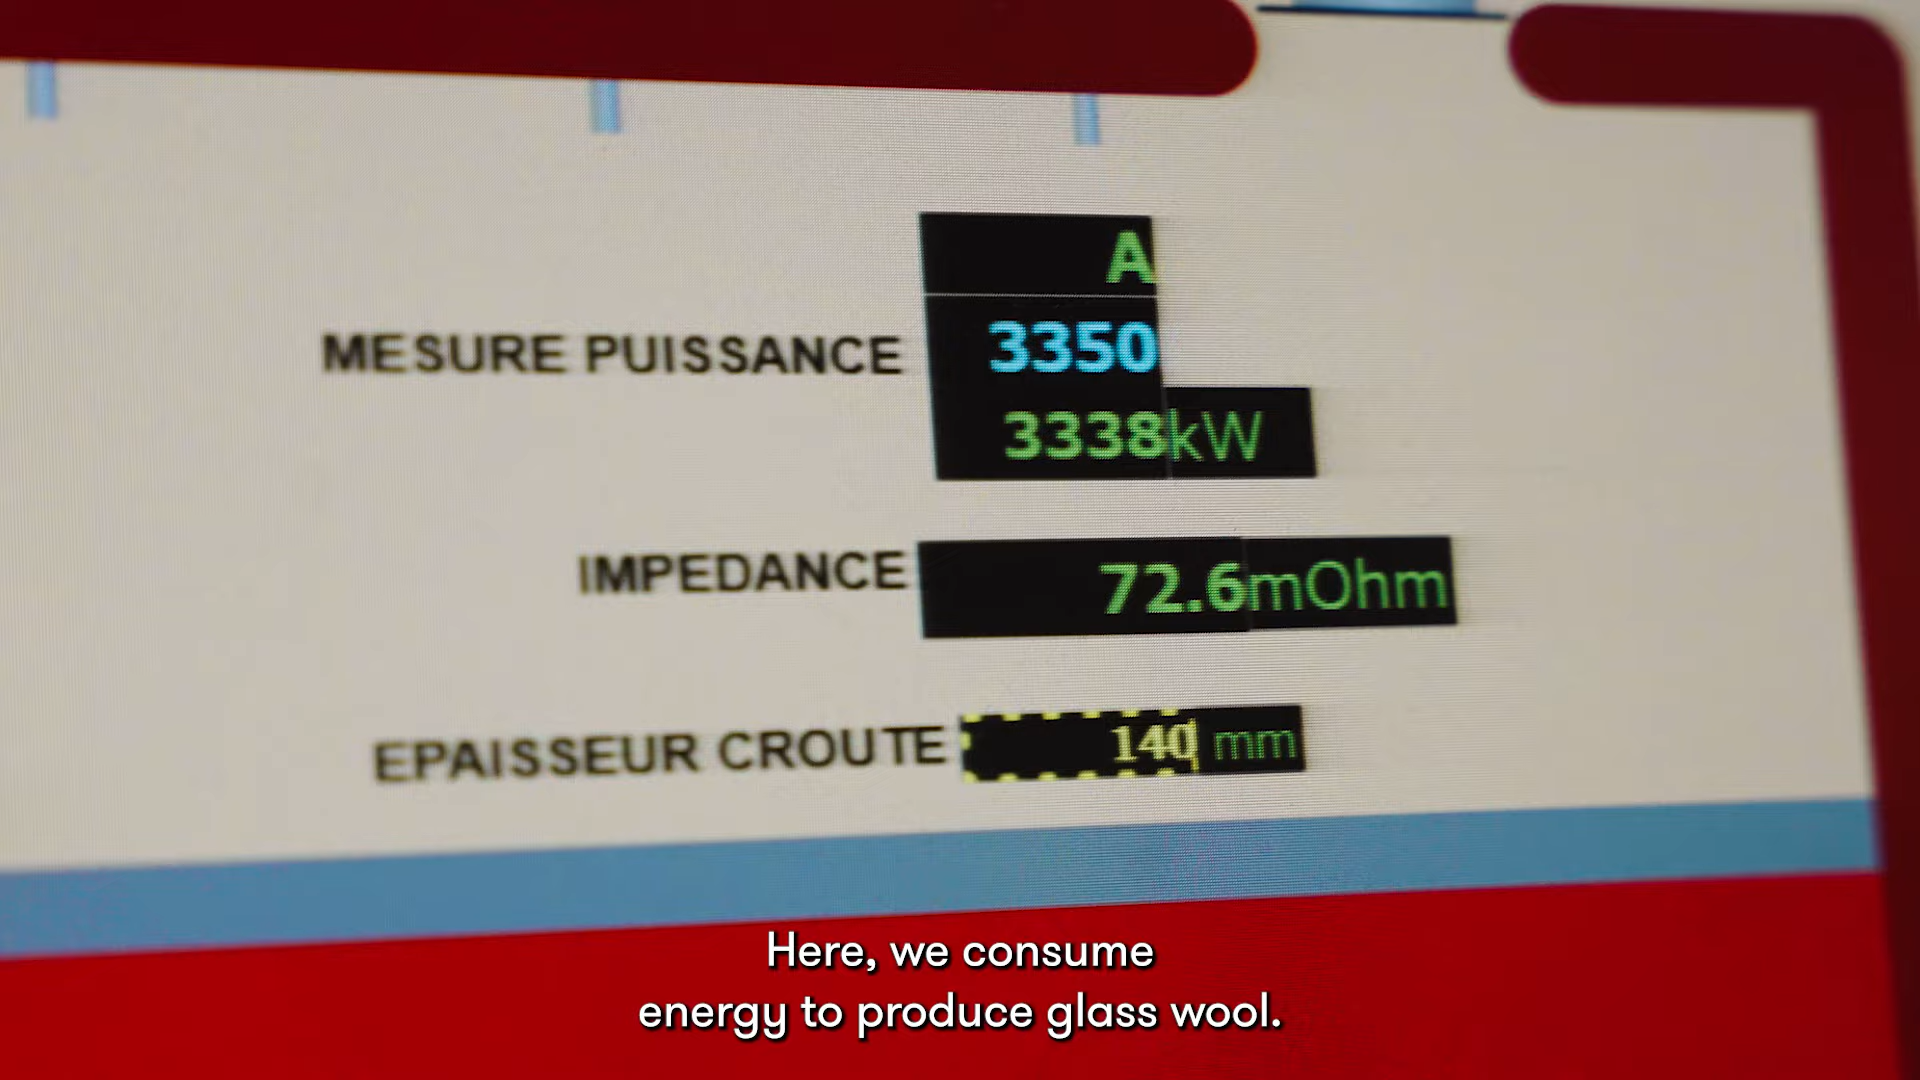 A
MESURE PUISSANCE 3350
3338kW
IMPEDANCE 72.6mOhm
EPAISSEUR CROUTE 140 mm
Here, we consume
energy to produce glass wool.